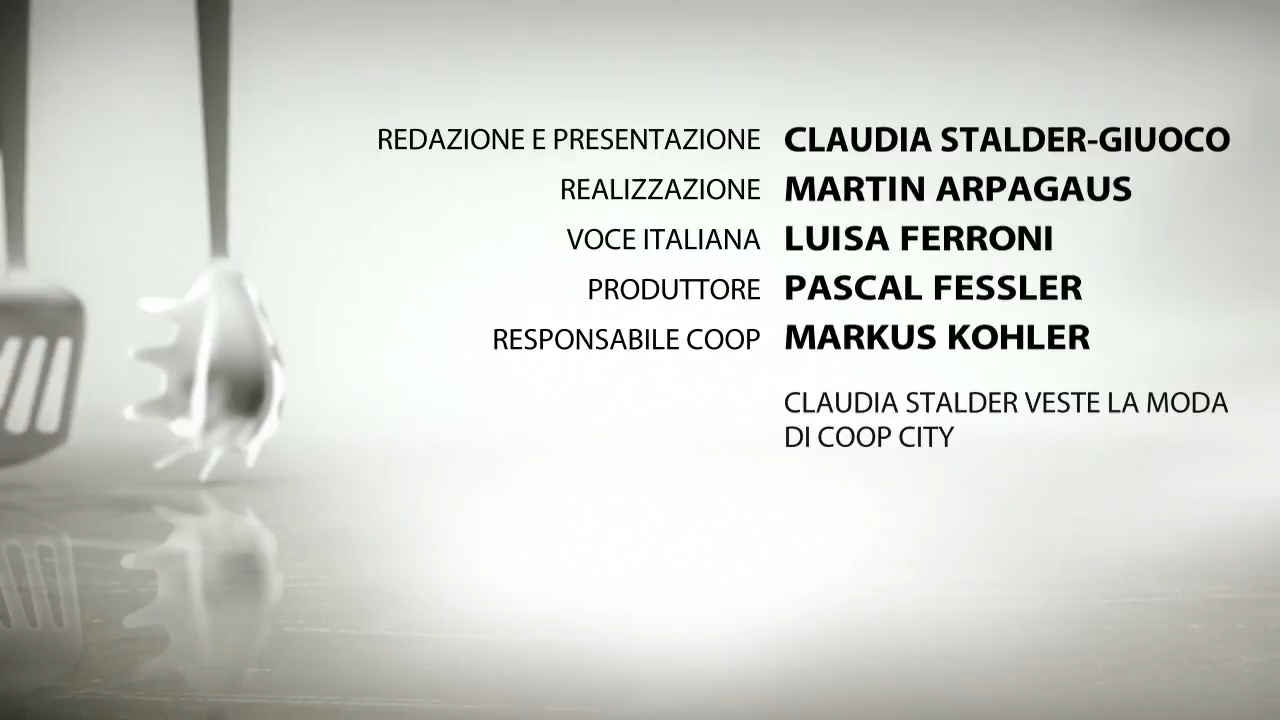 REDAZIONE E PRESENTAZIONE CLAUDIA STALDER-GIUOCO
REALIZZAZIONE MARTIN ARPAGAUS
VOCE ITALIANA LUISA FERRONI
PRODUTTORE PASCAL FESSLER
RESPONSABILE COOP MARKUS KOHLER
CLAUDIA STALDER VESTE LA MODA
DI COOP CITY